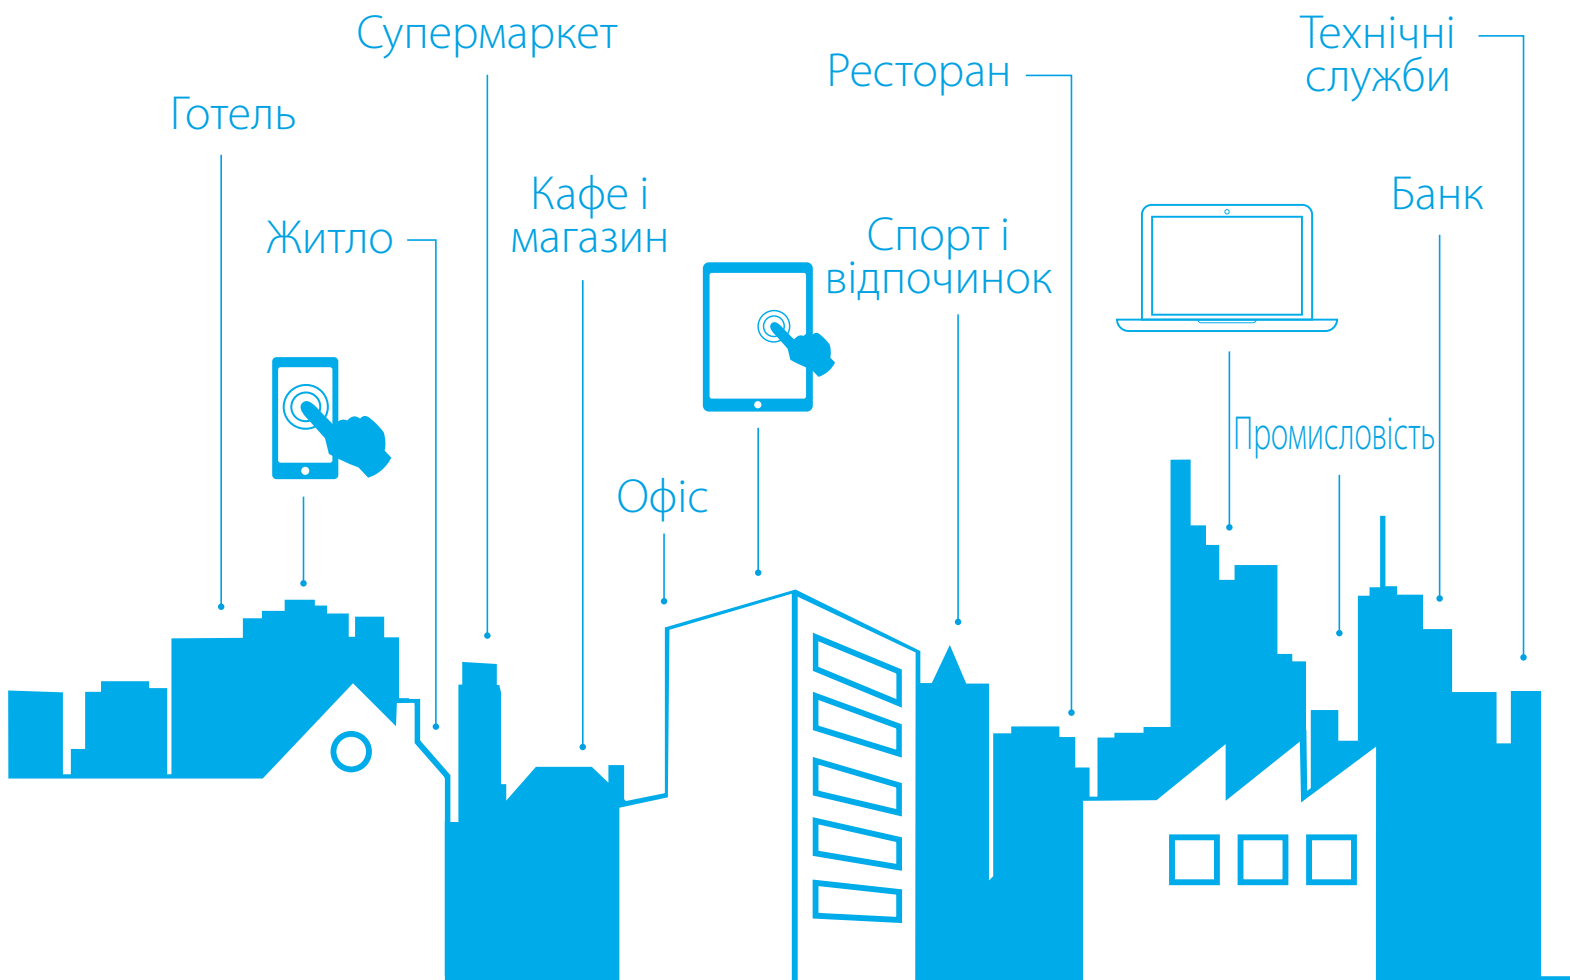 Супермаркет
Технічні
служби
Ресторан
Готель
Кафе і
магазин
Банк
Житло
Спорт і
відпочинок
Промисловість
Офіс